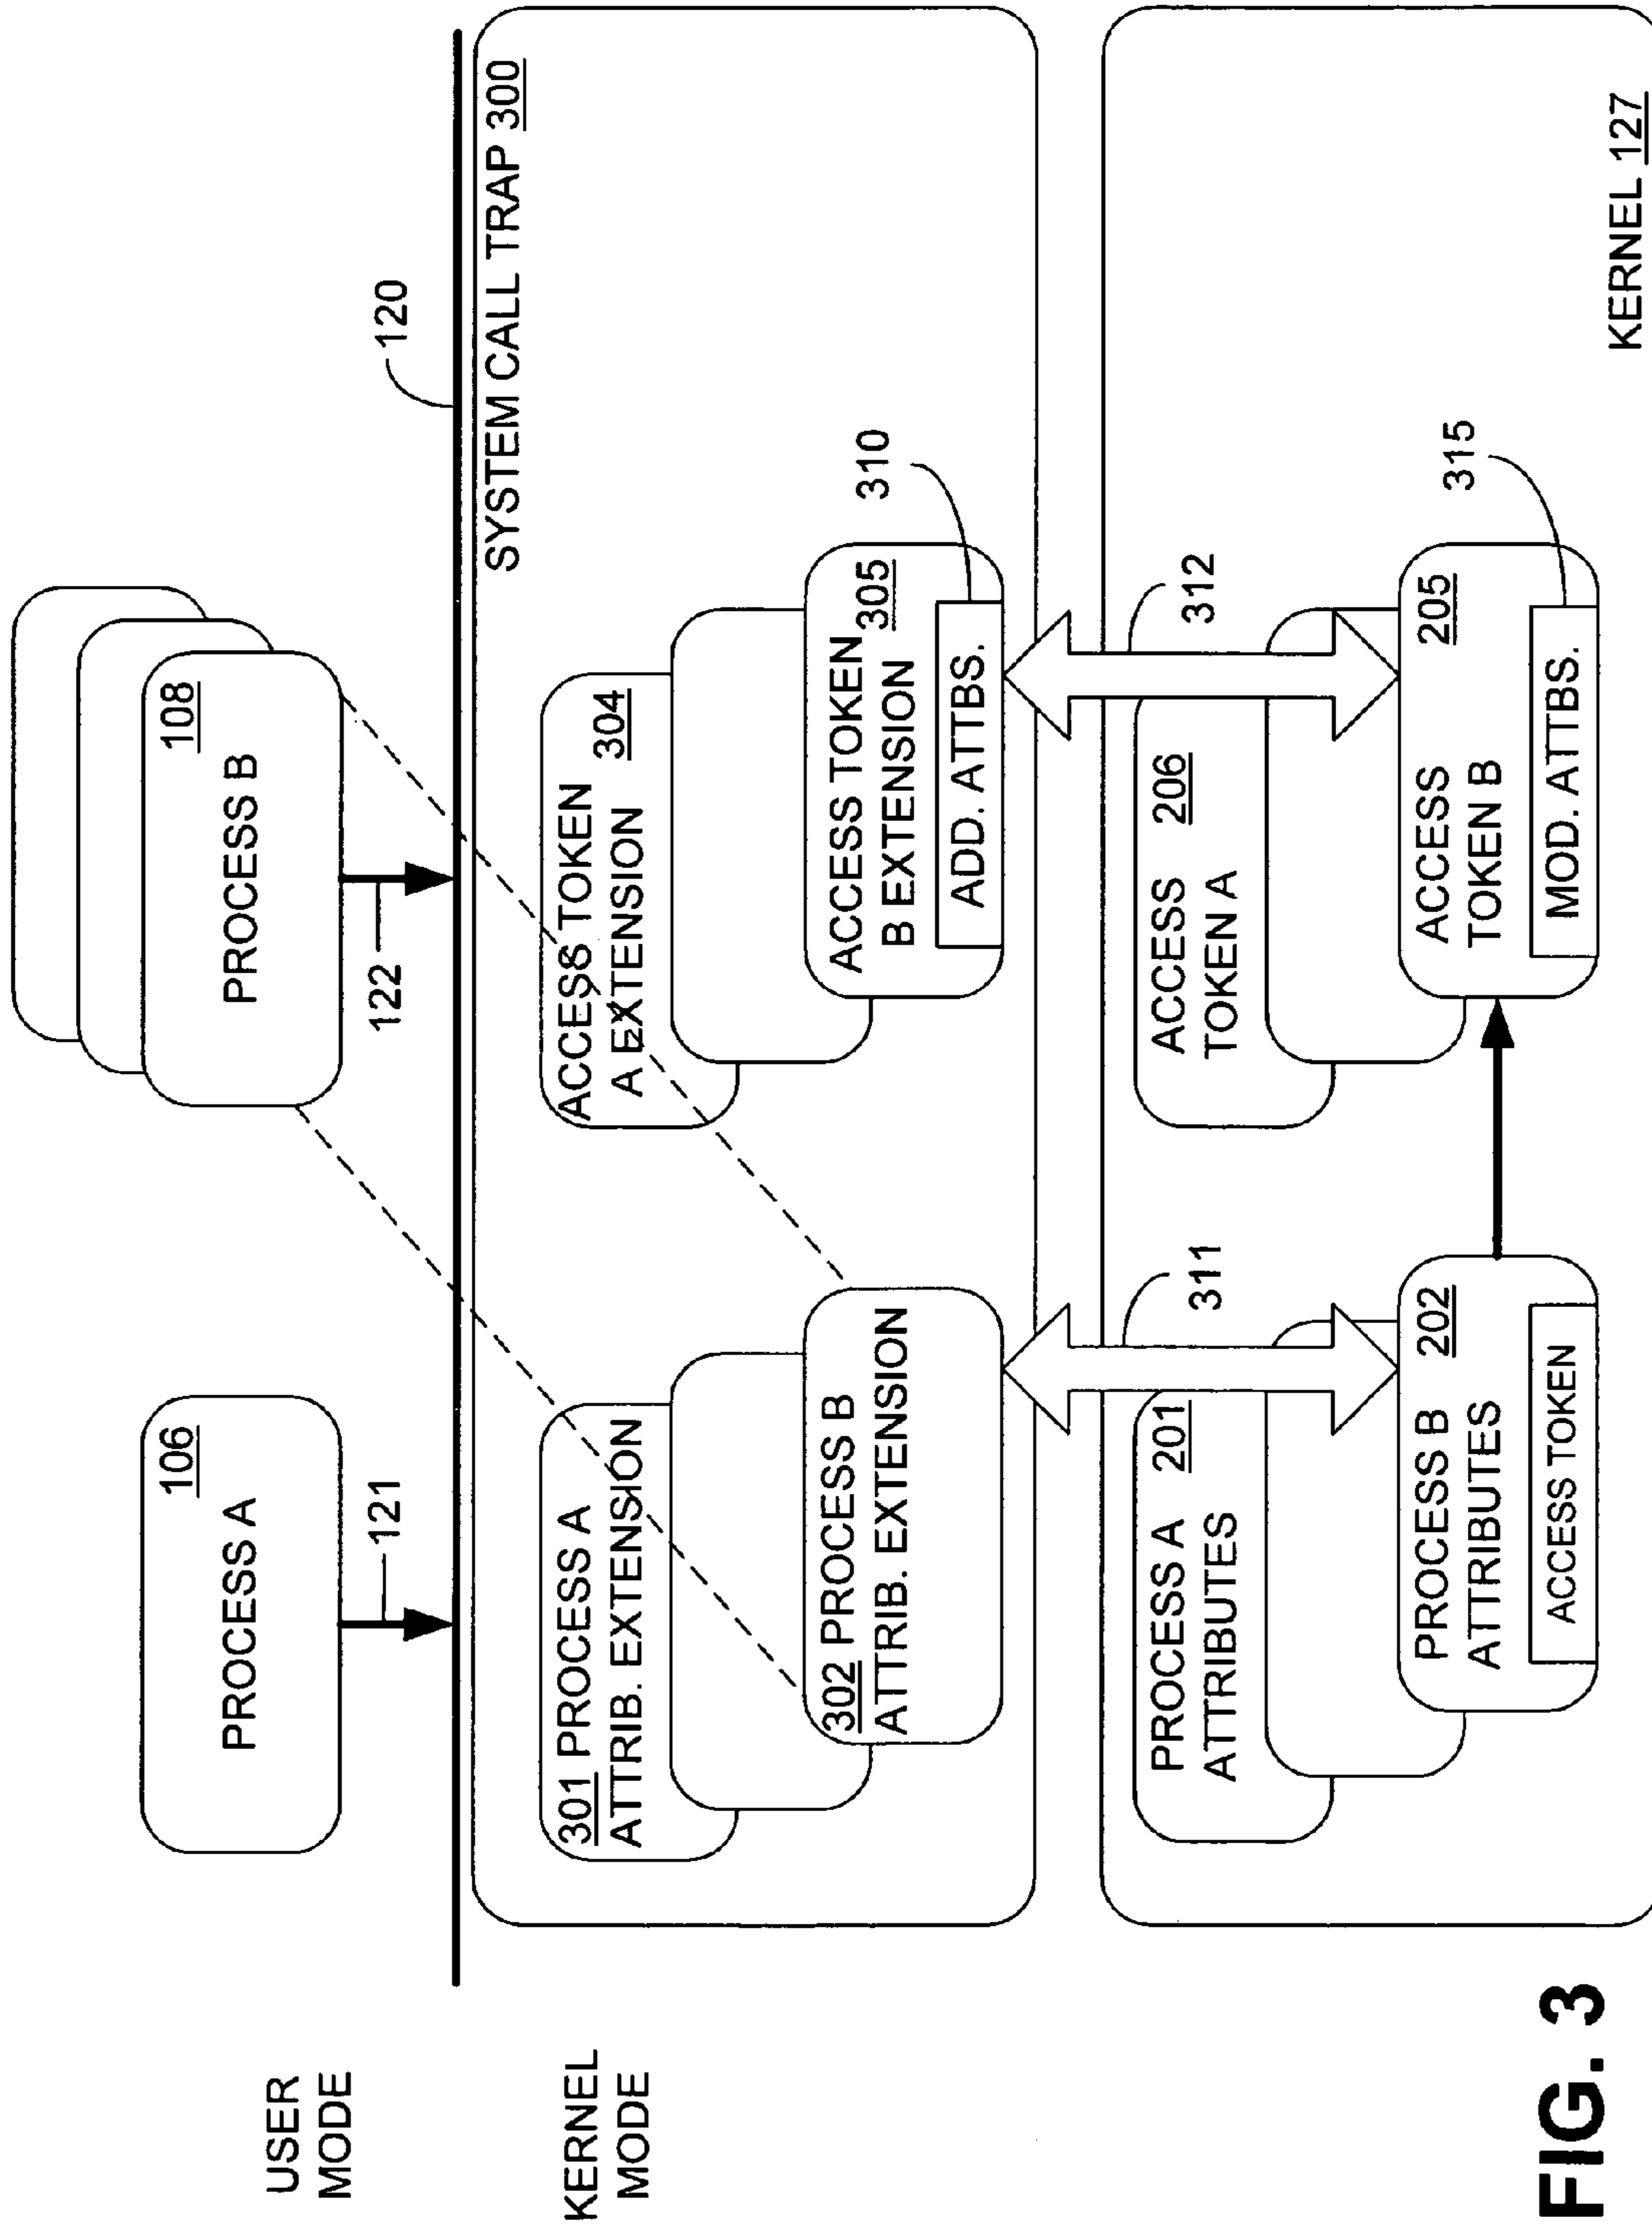 USER
MODE
PROCESS A
106
121
PROCESS B
108
122
120
KERNEL
MODE
SYSTEM CALL TRAP 300
301 PROCESS A
ATTRIB. EXTENSION
302 PROCESS B
ATTRIB. EXTENSION
ACCESS TOKEN
A EXTENSION 304
ACCESS TOKEN
B EXTENSION 305
ADD. ATTBS.
310
311
312
PROCESS A 201
ATTRIBUTES
PROCESS B 202
ATTRIBUTES
ACCESS TOKEN
ACCESS 206
TOKEN A
ACCESS 205
TOKEN B
MOD. ATTBS.
315
KERNEL 127
FIG. 3